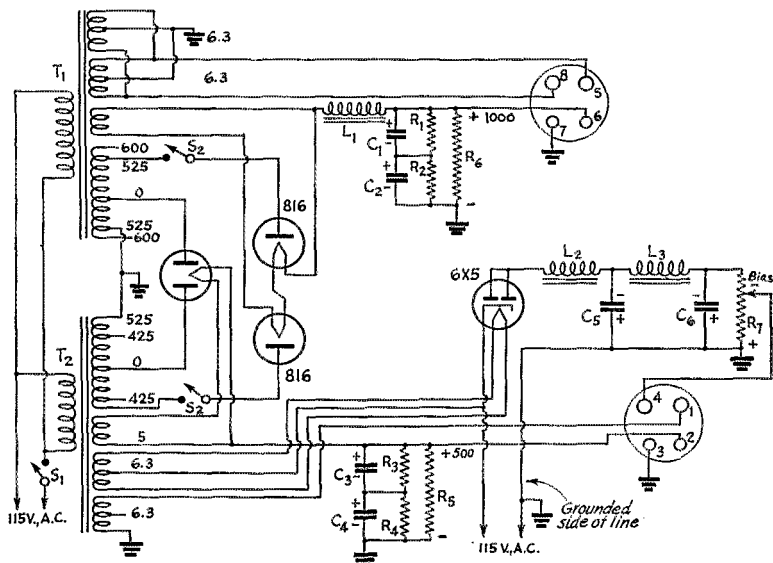 T1
6.3
6.3
8
5
7
6
L1
+ 1000
+
C1
-
R1
R6
+
C2
-
R2
-
600
525
S2
0
525
600
816
816
6X5
L2
L3
Bias
-
C5
+
-
C6
+
-
R7
+
525
425
T2
0
425
S2
5
6.3
6.3
S1
115V., A.C.
4
1
3
2
+500
+
C3
-
R3
R5
+
C4
-
R4
-
Grounded
side of line
115 V., A.C.